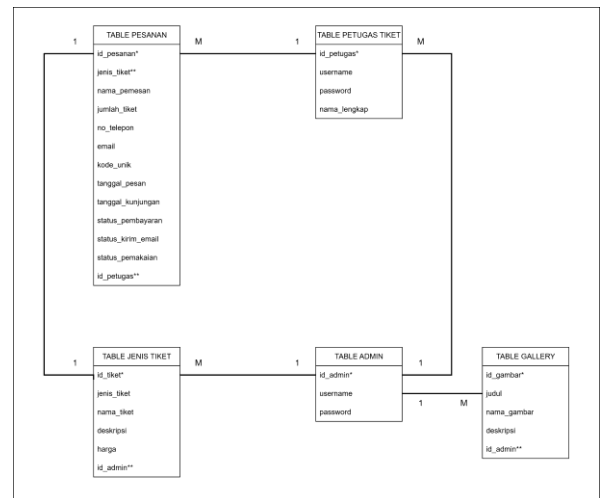 TABLE PESANAN
1
M
id_pesanan*
jenis_tiket**
nama_pemesan
jumlah_tiket
no_telepon
email
kode_unik
tanggal_pesan
tanggal_kunjungan
status_pembayaran
status_kirim_email
status_pemakaian
id_petugas**
TABLE PETUGAS TIKET
1
M
id_petugas*
username
password
nama_lengkap
TABLE JENIS TIKET
1
M
id_tiket*
jenis_tiket
nama_tiket
deskripsi
harga
id_admin**
TABLE ADMIN
1
1
id_admin*
username
password
1
M
TABLE GALLERY
id_gambar*
judul
nama_gambar
deskripsi
id_admin**